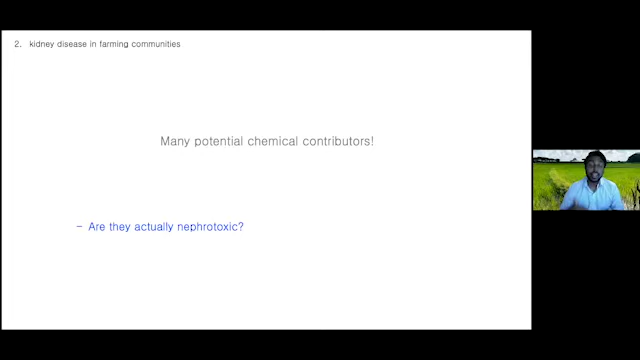 2. kidney disease in farming communities
Many potential chemical contributors!
- Are they actually nephrotoxic?